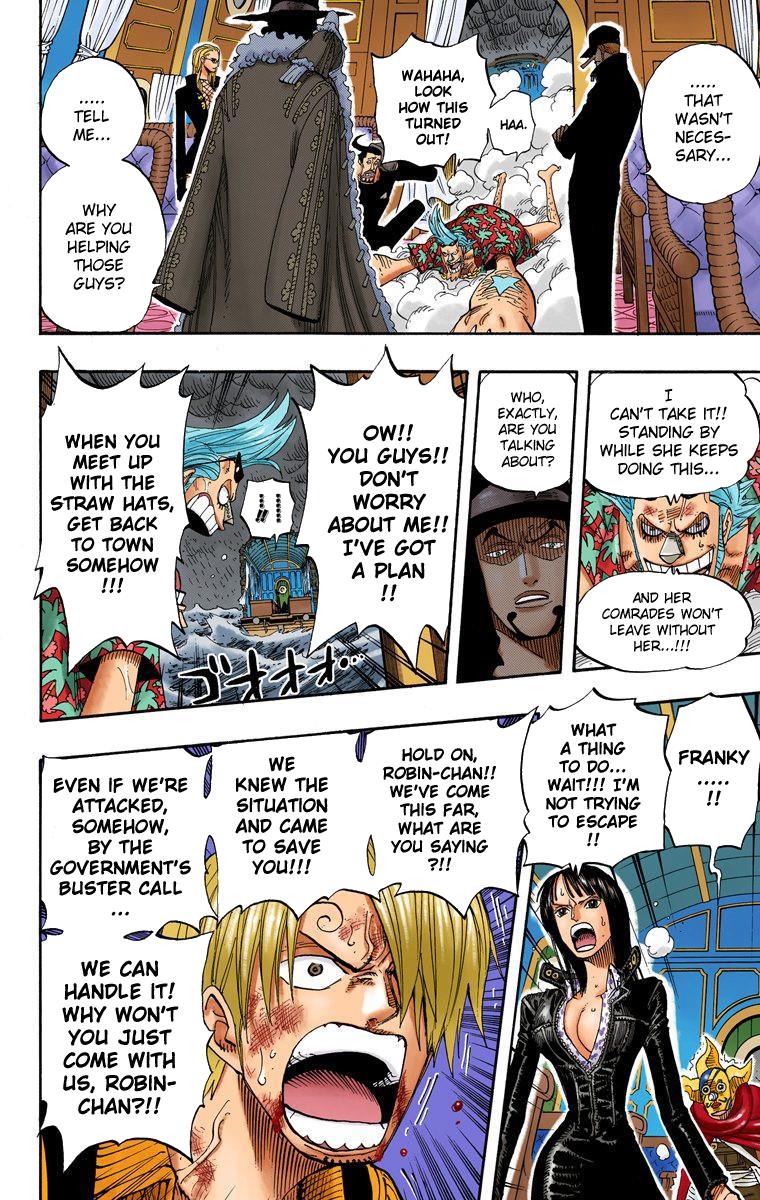 .....
THAT
WASN'T
NECES-
SARY...
WAHAHA,
LOOK
HOW THIS
TURNED
OUT!
HAA.
.....
TELL
ME...
WHY
ARE YOU
HELPING
THOSE
GUYS?
I
CAN'T TAKE IT!!
STANDING BY
WHILE SHE KEEPS
DOING THIS...
AND HER
COMRADES WON'T
LEAVE WITHOUT
HER...!!!
WHO,
EXACTLY,
ARE YOU
TALKING
ABOUT?
OW!!
YOU GUYS!!
DON'T
WORRY
ABOUT ME!!
I'VE GOT
A PLAN
!!
WHEN YOU
MEET UP
WITH THE
STRAW HATS,
GET BACK
TO TOWN
SOMEHOW
!!!
ゴオオオ...
FRANKY
.....
!!
WHAT
A THING
TO DO...
WAIT!!! I'M
NOT TRYING
TO ESCAPE
!!
HOLD ON,
ROBIN-CHAN!!
WE'VE COME
THIS FAR,
WHAT ARE
YOU SAYING
?!!
WE
KNEW THE
SITUATION
AND CAME
TO SAVE
YOU!!!
EVEN IF WE'RE
ATTACKED,
SOMEHOW,
BY THE
GOVERNMENT'S
BUSTER CALL
...
WE CAN
HANDLE IT!
WHY WON'T
YOU JUST
COME WITH
US, ROBIN-
CHAN?!!